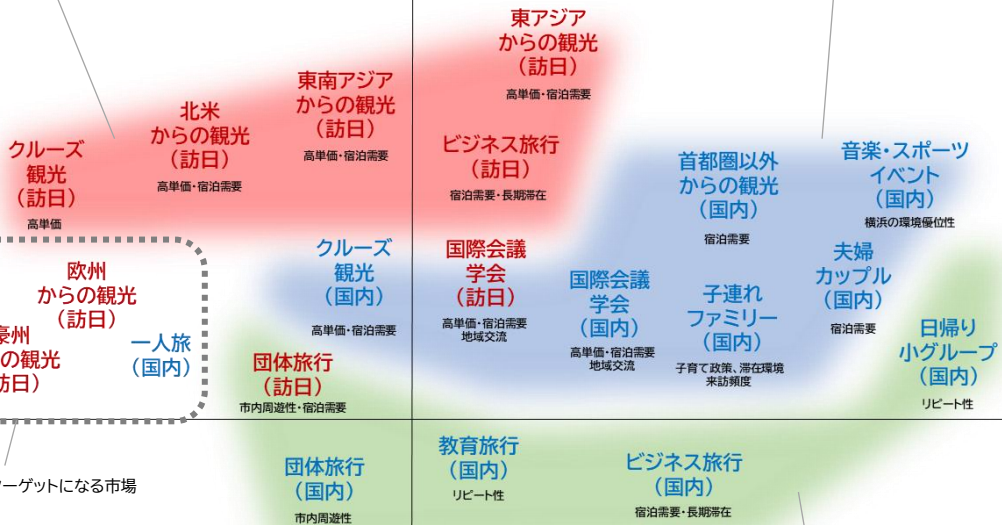 東アジア
からの観光
（訪日）
高単価・宿泊需要
東南アジア
からの観光
（訪日）
高単価・宿泊需要
北米
からの観光
（訪日）
高単価・宿泊需要
クルーズ
観光
（訪日）
高単価
ビジネス旅行
（訪日）
宿泊需要・長期滞在
首都圏以外
からの観光
（国内）
宿泊需要
音楽・スポーツ
イベント
（国内）
横浜の環境優位性
欧州
からの観光
（訪日）
豪州
の観光
訪日）
一人旅
（国内）
クルーズ
観光
（国内）
高単価・宿泊需要
国際会議
学会
（訪日）
高単価・宿泊需要
地域交流
国際会議
学会
（国内）
高単価・宿泊需要
地域交流
子連れ
ファミリー
（国内）
子育て政策、滞在環境
来訪頻度
夫婦
カップル
（国内）
宿泊需要
日帰り
小グループ
（国内）
リピート性
団体旅行
（訪日）
市内周遊性・宿泊需要
団体旅行
（国内）
市内周遊性
教育旅行
（国内）
リピート性
ビジネス旅行
（国内）
宿泊需要・長期滞在
ーゲットになる市場